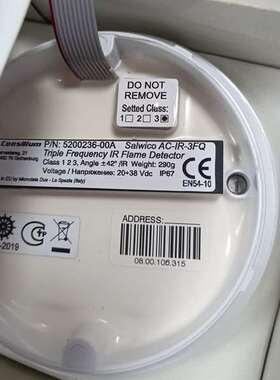 DO NOT
REMOVE
Setted Class:
1 2 3
Consilium
P/N: 5200236-00A Salwico AC-IR-3FQ
Triple Frequency IR Flame Detector
Class 1 2 3, Angle ±42° /IR Weight: 290g
Voltage / Напряжение: 20÷38 Vdc IP67
EN54-10
ADDRESS:
-2019
08.00.106.315